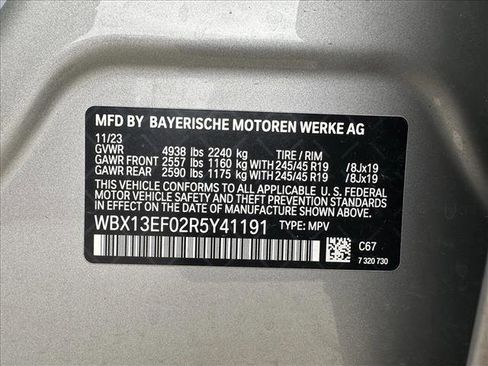 MFD BY BAYERISCHE MOTOREN WERKE AG
11/23
GVWR 4938 lbs 2240 kg TIRE / RIM
GAWR FRONT 2557 lbs 1160 kg WITH 245/45 R19 /8Jx19
GAWR REAR 2590 lbs 1175 kg WITH 245/45 R19 /8Jx19
THIS VEHICLE CONFORMS TO ALL APPLICABLE U. S. FEDERAL
MOTOR VEHICLE SAFETY AND THEFT PREVENTION STANDARDS
IN EFFECT ON THE DATE OF MANUFACTURE SHOWN ABOVE.
WBX13EF02R5Y41191 TYPE: MPV
C67
7 320 730